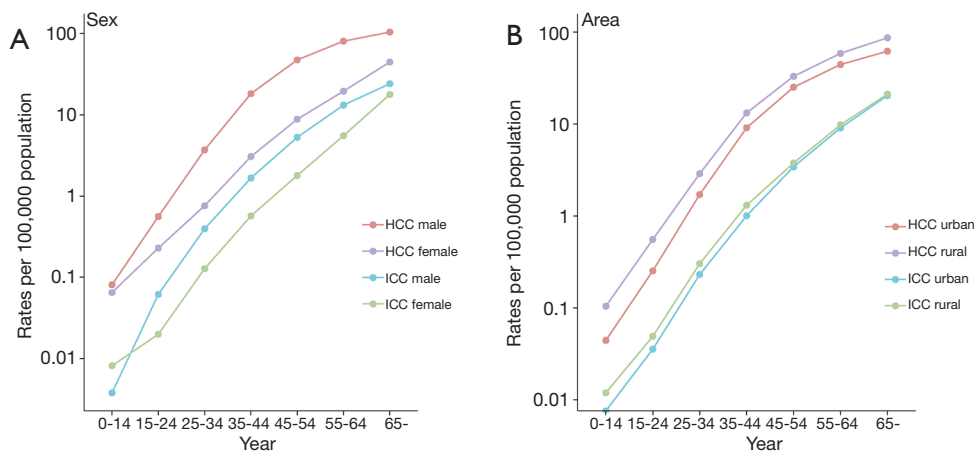 A
Sex
100
10
1
0.1
0.01
Rates per 100,000 population
HCC male
HCC female
ICC male
ICC female
0-14 15-24 25-34 35-44 45-54 55-64 65-
Year
B
Area
100
10
1
0.1
0.01
Rates per 100,000 population
HCC urban
HCC rural
ICC urban
ICC rural
0-14 15-24 25-34 35-44 45-54 55-64 65-
Year